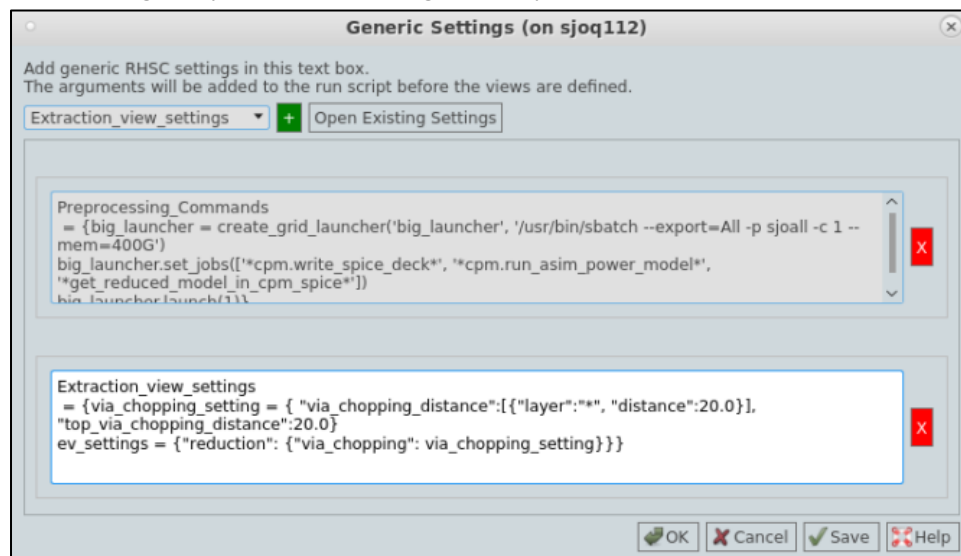 Generic Settings (on sjoq112)
Add generic RHSC settings in this text box.
The arguments will be added to the run script before the views are defined.
Extraction_view_settings + Open Existing Settings
Preprocessing_Commands
= {big_launcher = create_grid_launcher('big_launcher', '/usr/bin/sbatch --export=All -p sjoall -c 1 --
mem=400G')
big_launcher.set_jobs(['*cpm.write_spice_deck*', '*cpm.run_asim_power_model*',
'*get_reduced_model_in_cpm_spice*'])
big_launcher.launch(1)}
X
Extraction_view_settings
= {via_chopping_setting = { "via_chopping_distance":[{"layer":"*", "distance":20.0}],
"top_via_chopping_distance":20.0}
ev_settings = {"reduction": {"via_chopping": via_chopping_setting}}}
X
OK Cancel Save Help